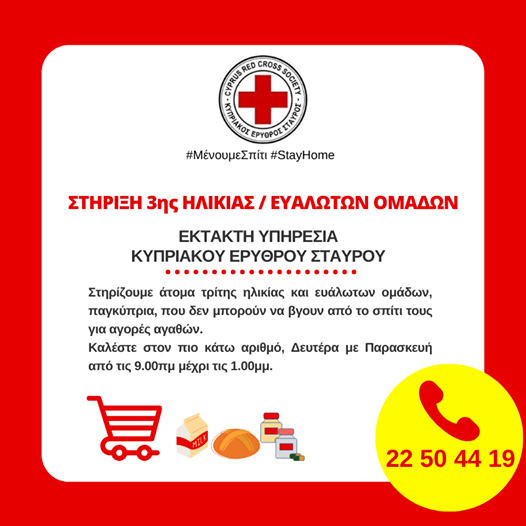 CYPRUS RED CROSS SOCIETY
ΚΥΠΡΙΑΚΟΣ ΕΡΥΘΡΟΣ ΣΤΑΥΡΟΣ
#ΜένουμεΣπίτι #StayHome
ΣΤΗΡΙΞΗ 3ης ΗΛΙΚΙΑΣ / ΕΥΑΛΩΤΩΝ ΟΜΑΔΩΝ
ΕΚΤΑΚΤΗ ΥΠΗΡΕΣΙΑ
ΚΥΠΡΙΑΚΟΥ ΕΡΥΘΡΟΥ ΣΤΑΥΡΟΥ
Στηρίζουμε άτομα τρίτης ηλικίας και ευάλωτων ομάδων,
παγκύπρια, που δεν μπορούν να βγουν από το σπίτι τους
για αγορές αγαθών.
Καλέστε στον πιο κάτω αριθμό, Δευτέρα με Παρασκευή
από τις 9.00πμ μέχρι τις 1.00μμ.
MILK
22 50 44 19